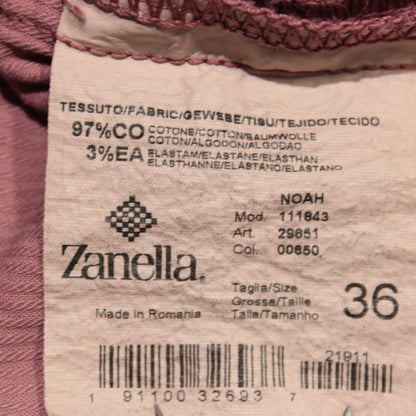 TESSUTO/FABRIC/GEWEBE/TISU/TEJIDO/TECIDO
97%CO COTONE/COTTON/BAUMWOLLE
COTON/ALGODON/ALGODAO
3%EA ELASTAM/ELASTANE/ELASTHAN
ELASTHANNE/ELASTANO/ELASTANO
NOAH
Mod. 111843
Art. 29851
Col. 00650
Zanella®
Made in Romania
Taglia/Size
Grosse/Taille
Talla/Tamanho
36
21911
1 91100 32693 7